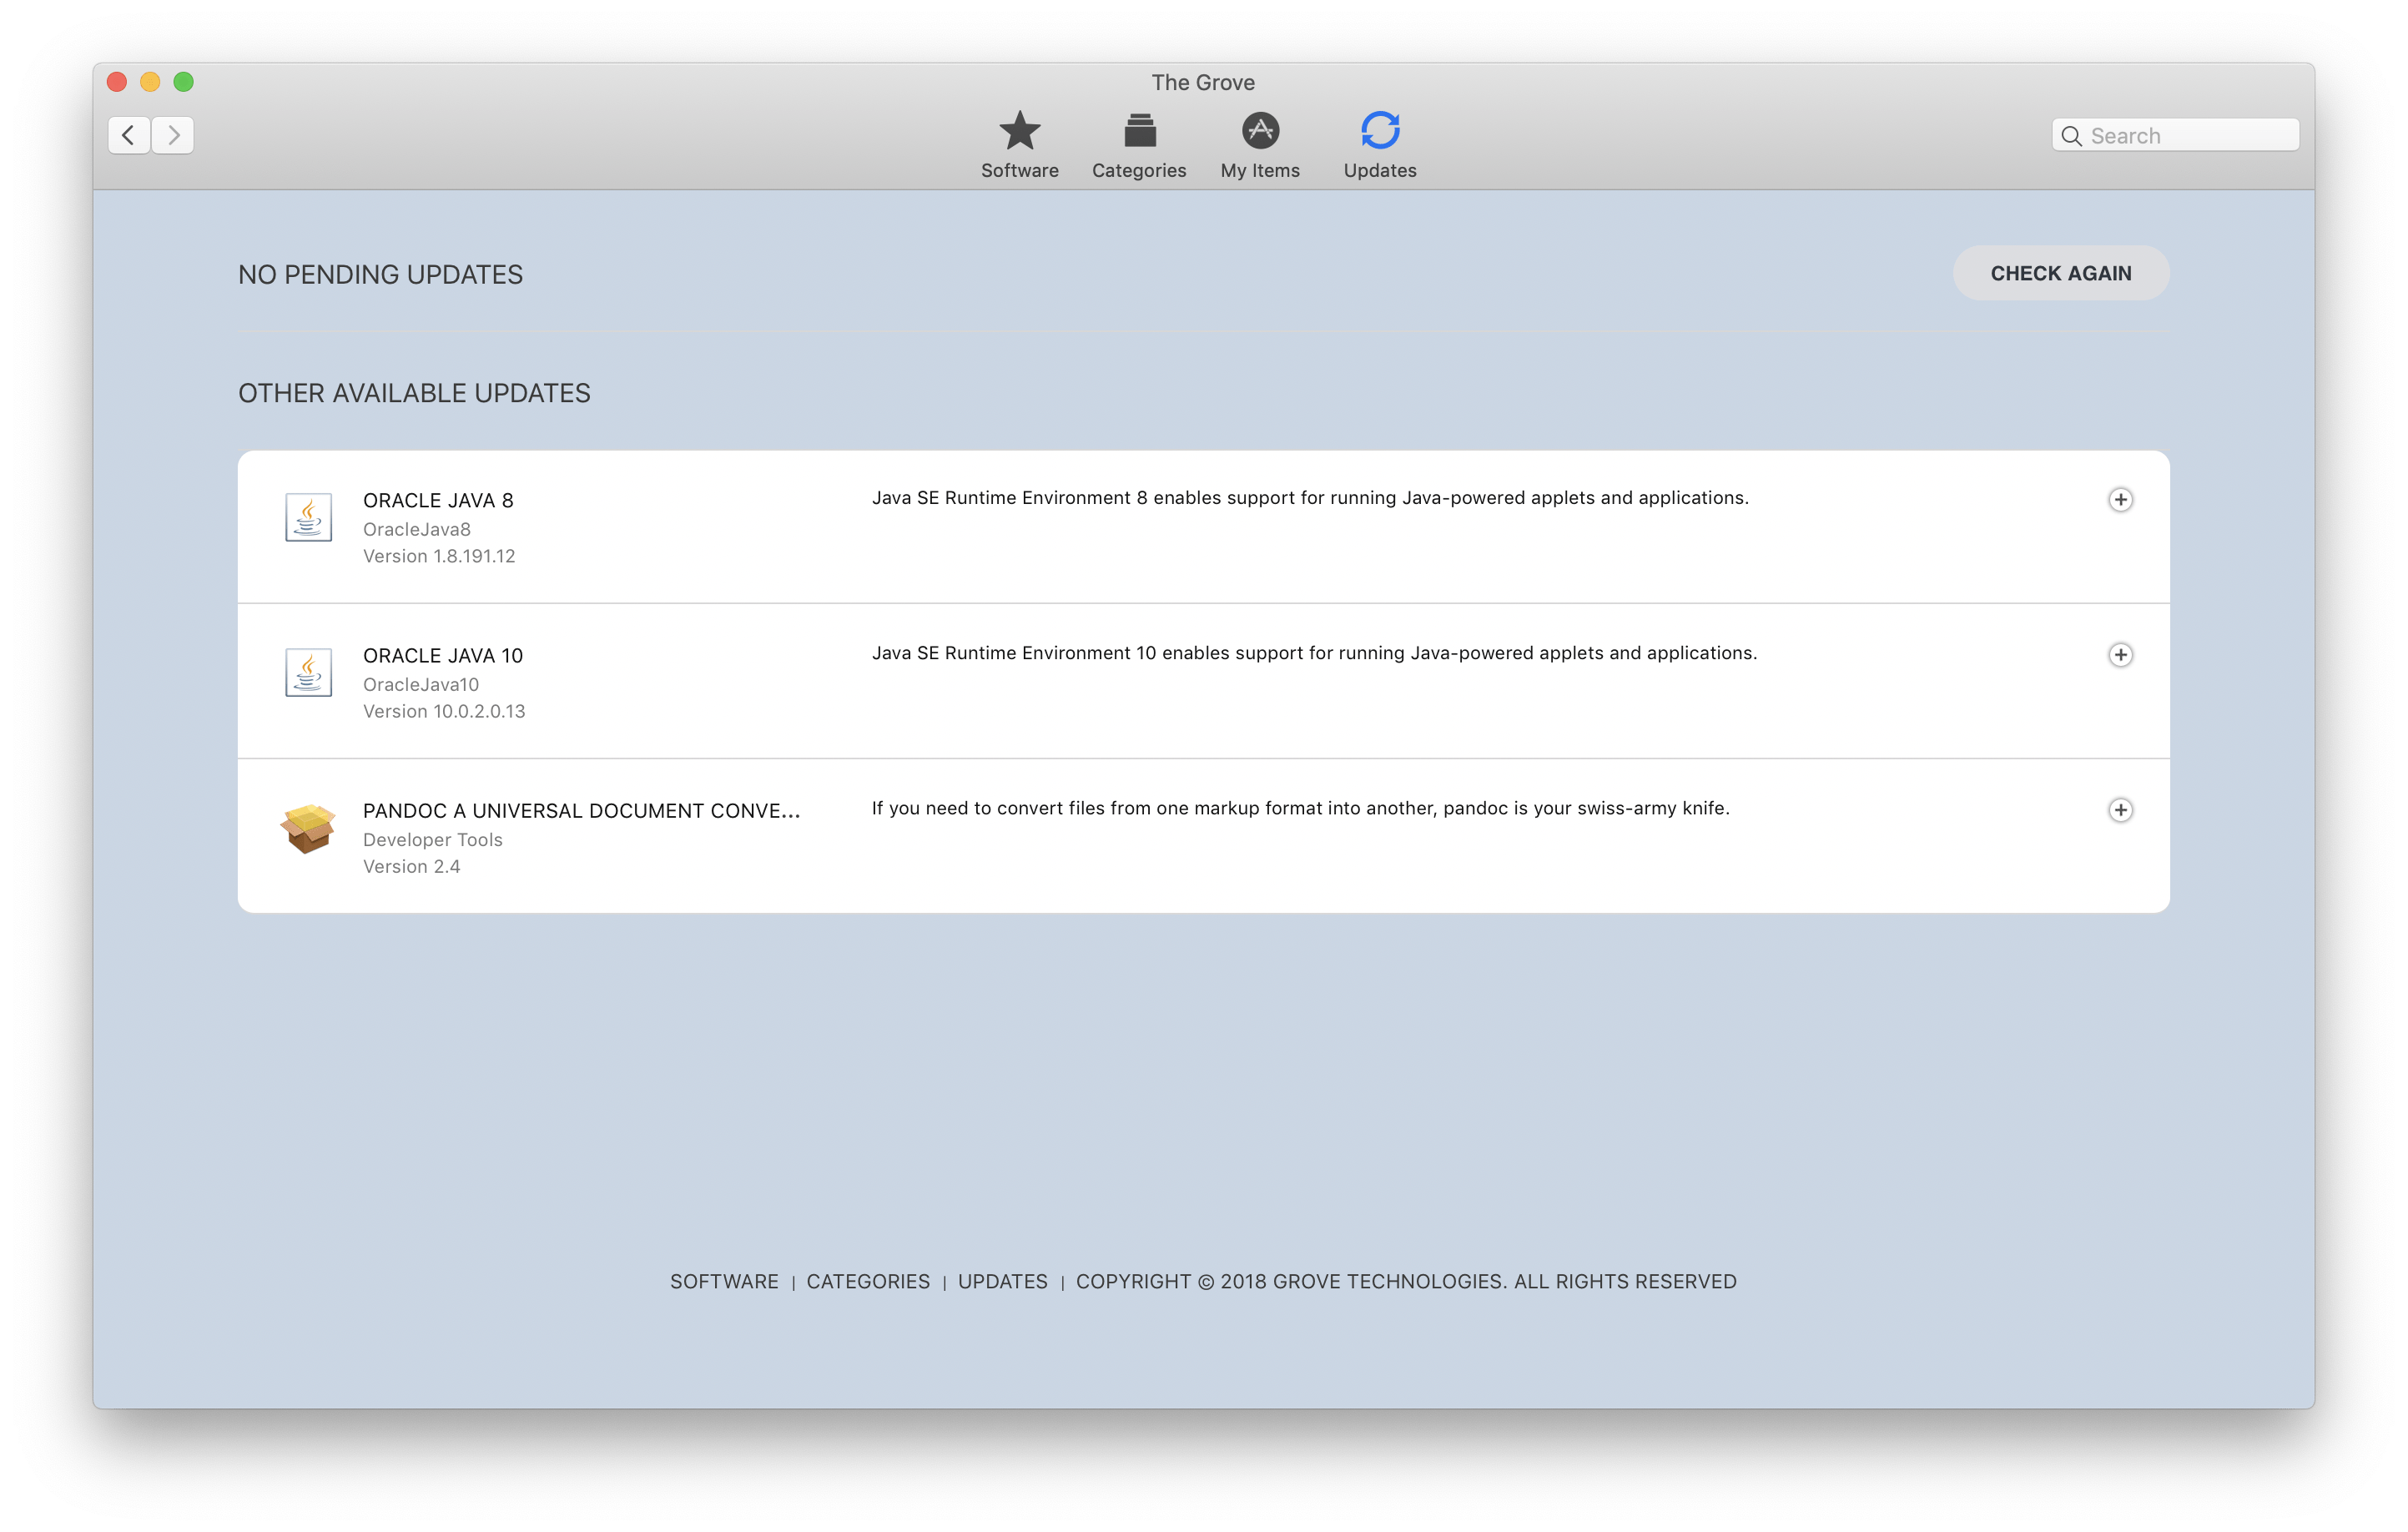 The Grove
Software Categories My Items Updates
Search
NO PENDING UPDATES
CHECK AGAIN
OTHER AVAILABLE UPDATES
ORACLE JAVA 8
OracleJava8
Version 1.8.191.12
Java SE Runtime Environment 8 enables support for running Java-powered applets and applications.
ORACLE JAVA 10
OracleJava10
Version 10.0.2.0.13
Java SE Runtime Environment 10 enables support for running Java-powered applets and applications.
PANDOC A UNIVERSAL DOCUMENT CONVE...
Developer Tools
Version 2.4
If you need to convert files from one markup format into another, pandoc is your swiss-army knife.
SOFTWARE | CATEGORIES | UPDATES | COPYRIGHT © 2018 GROVE TECHNOLOGIES. ALL RIGHTS RESERVED